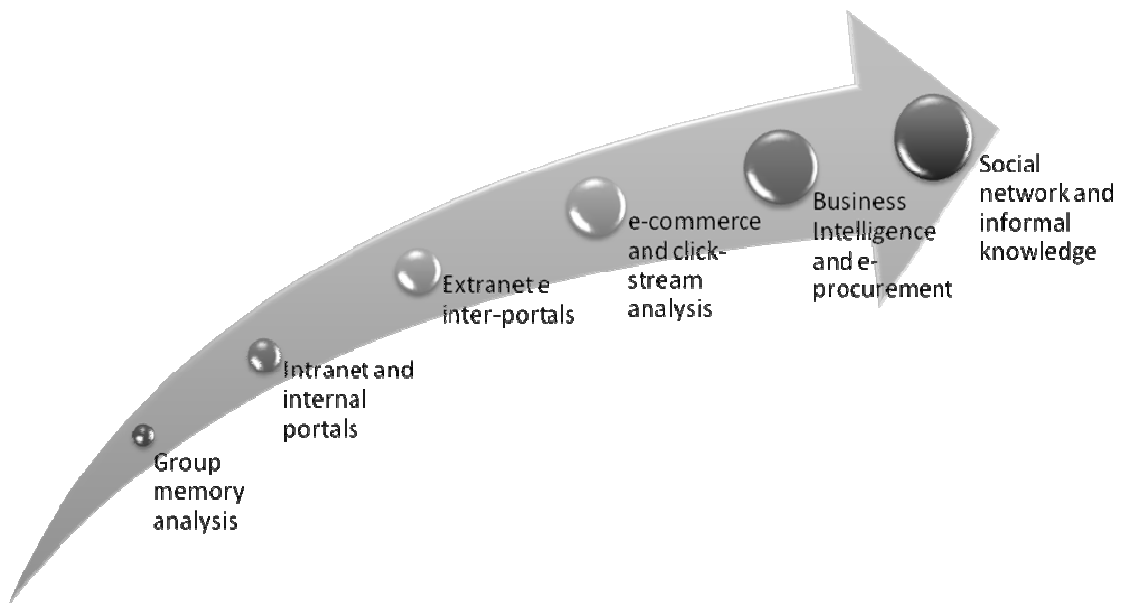 Group
memory
analysis
Intranet and
internal
portals
Extranet e
inter-portals
e-commerce
and click-
stream
analysis
Business
Intelligence
and e-
procurement
Social
network and
informal
knowledge